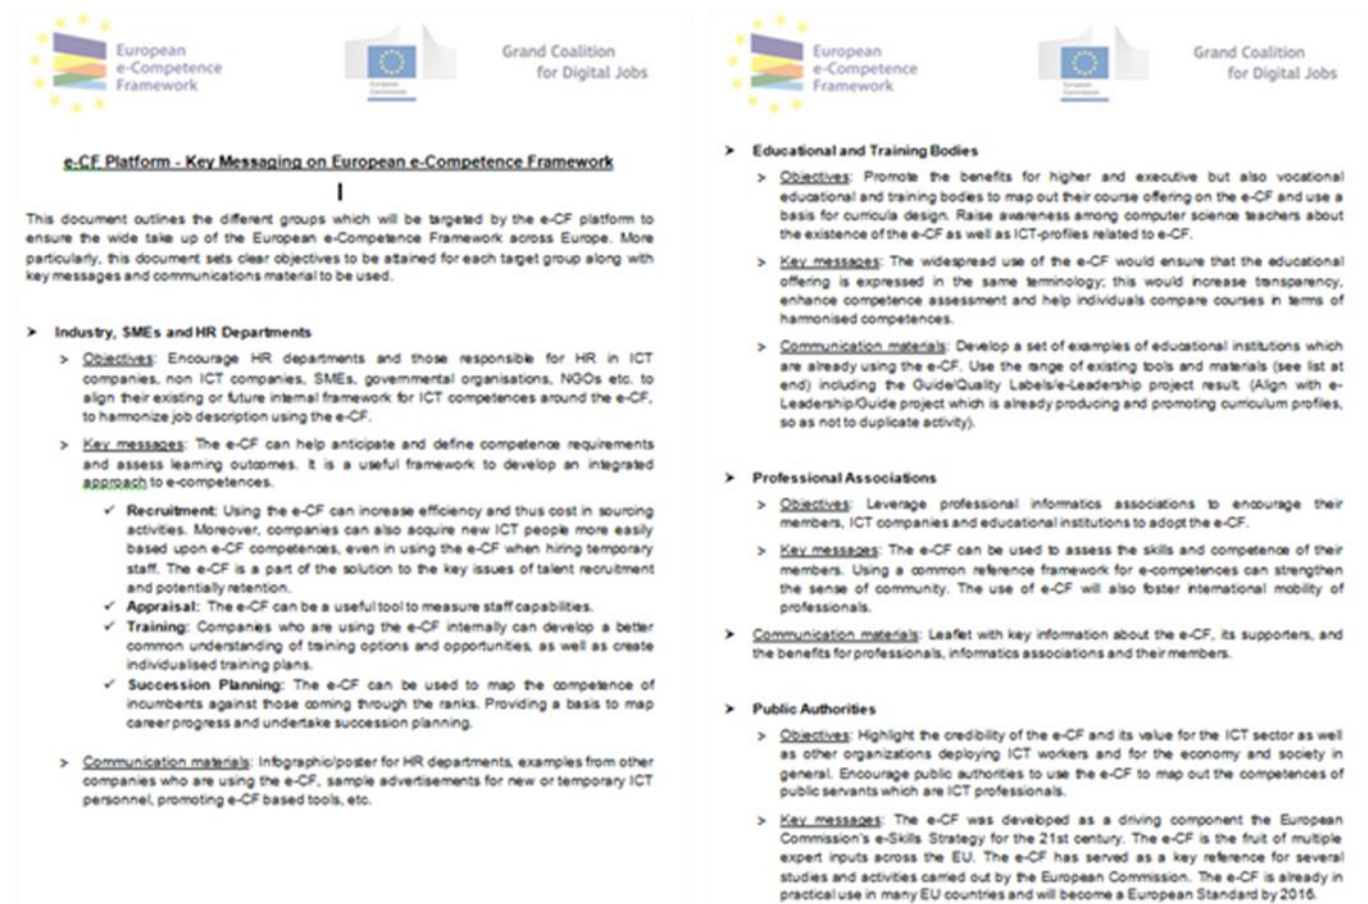 European
e-Competence
Framework
European
Commission
Grand Coalition
for Digital Jobs
e-CF Platform - Key Messaging on European e-Competence Framework
This document outlines the different groups which will be targeted by the e-CF platform to
ensure the wide take up of the European e-Competence Framework across Europe. More
particularly, this document sets clear objectives to be attained for each target group along with
key messages and communications material to be used.
➢ Industry, SMEs and HR Departments
> Objectives: Encourage HR departments and those responsible for HR in ICT
companies, non ICT companies, SMEs, governmental organisations, NGOs etc. to
align their existing or future internal framework for ICT competences around the e-CF,
to harmonize job description using the e-CF.
> Key messages: The e-CF can help anticipate and define competence requirements
and assess learning outcomes. It is a useful framework to develop an integrated
approach to e-competences.
✓ Recruitment: Using the e-CF can increase efficiency and thus cost in sourcing
activities. Moreover, companies can also acquire new ICT people more easily
based upon e-CF competences, even in using the e-CF when hiring temporary
staff. The e-CF is a part of the solution to the key issues of talent recruitment
and potentially retention.
✓ Appraisal: The e-CF can be a useful tool to measure staff capabilities.
✓ Training: Companies who are using the e-CF internally can develop a better
common understanding of training options and opportunities, as well as create
individualised training plans.
✓ Succession Planning: The e-CF can be used to map the competence of
incumbents against those coming through the ranks. Providing a basis to map
career progress and undertake succession planning.
> Communication materials: Infographic/poster for HR departments, examples from other
companies who are using the e-CF, sample advertisements for new or temporary ICT
personnel, promoting e-CF based tools, etc.
European
e-Competence
Framework
European
Commission
Grand Coalition
for Digital Jobs
➢ Educational and Training Bodies
> Objectives: Promote the benefits for higher and executive but also vocational
educational and training bodies to map out their course offering on the e-CF and use a
basis for curricula design. Raise awareness among computer science teachers about
the existence of the e-CF as well as ICT-profiles related to e-CF.
> Key messages: The widespread use of the e-CF would ensure that the educational
offering is expressed in the same terminology; this would increase transparency,
enhance competence assessment and help individuals compare courses in terms of
harmonised competences.
> Communication materials: Develop a set of examples of educational institutions which
are already using the e-CF. Use the range of existing tools and materials (see list at
end) including the Guide/Quality Labels/e-Leadership project result. (Align with e-
Leadership/Guide project which is already producing and promoting curriculum profiles,
so as not to duplicate activity).
➢ Professional Associations
> Objectives: Leverage professional informatics associations to encourage their
members, ICT companies and educational institutions to adopt the e-CF.
> Key messages: The e-CF can be used to assess the skills and competence of their
members. Using a common reference framework for e-competences can strengthen
the sense of community. The use of e-CF will also foster international mobility of
professionals.
➢ Communication materials: Leaflet with key information about the e-CF, its supporters, and
the benefits for professionals, informatics associations and their members.
➢ Public Authorities
> Objectives: Highlight the credibility of the e-CF and its value for the ICT sector as well
as other organizations deploying ICT workers and for the economy and society in
general. Encourage public authorities to use the e-CF to map out the competences of
public servants which are ICT professionals.
> Key messages: The e-CF was developed as a driving component the European
Commission's e-Skills Strategy for the 21st century. The e-CF is the fruit of multiple
expert inputs across the EU. The e-CF has served as a key reference for several
studies and activities carried out by the European Commission. The e-CF is already in
practical use in many EU countries and will become a European Standard by 2016.